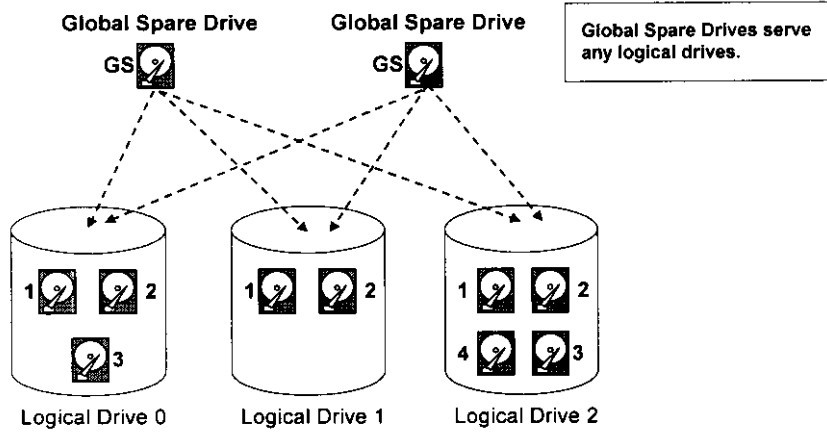 Global Spare Drive
Global Spare Drive
Global Spare Drives serve
any logical drives.
GS
GS
1
2
3
1
2
1
2
4
3
Logical Drive 0
Logical Drive 1
Logical Drive 2